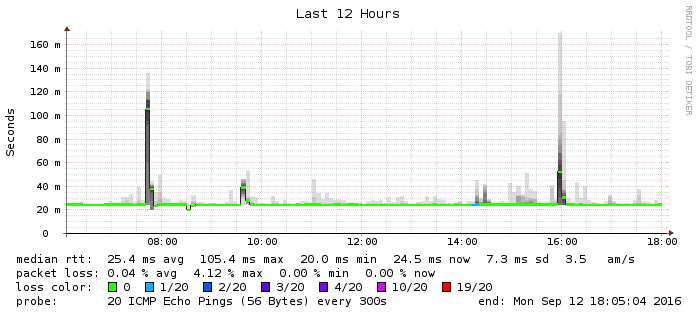 Last 12 Hours
RRDTOOL / TOBI OETIKER
Seconds
160 m
140 m
120 m
100 m
80 m
60 m
40 m
20 m
0
08:00 10:00 12:00 14:00 16:00 18:00
median rtt: 25.4 ms avg 105.4 ms max 20.0 ms min 24.5 ms now 7.3 ms sd 3.5 am/s
packet loss: 0.04 % avg 4.12 % max 0.00 % min 0.00 % now
loss color: 0 1/20 2/20 3/20 4/20 10/20 19/20
probe: 20 ICMP Echo Pings (56 Bytes) every 300s end: Mon Sep 12 18:05:04 2016